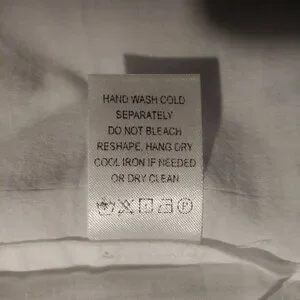 HAND WASH COLD
SEPARATELY
DO NOT BLEACH
RESHAPE, HANG DRY
COOL IRON IF NEEDED
OR DRY CLEAN
P